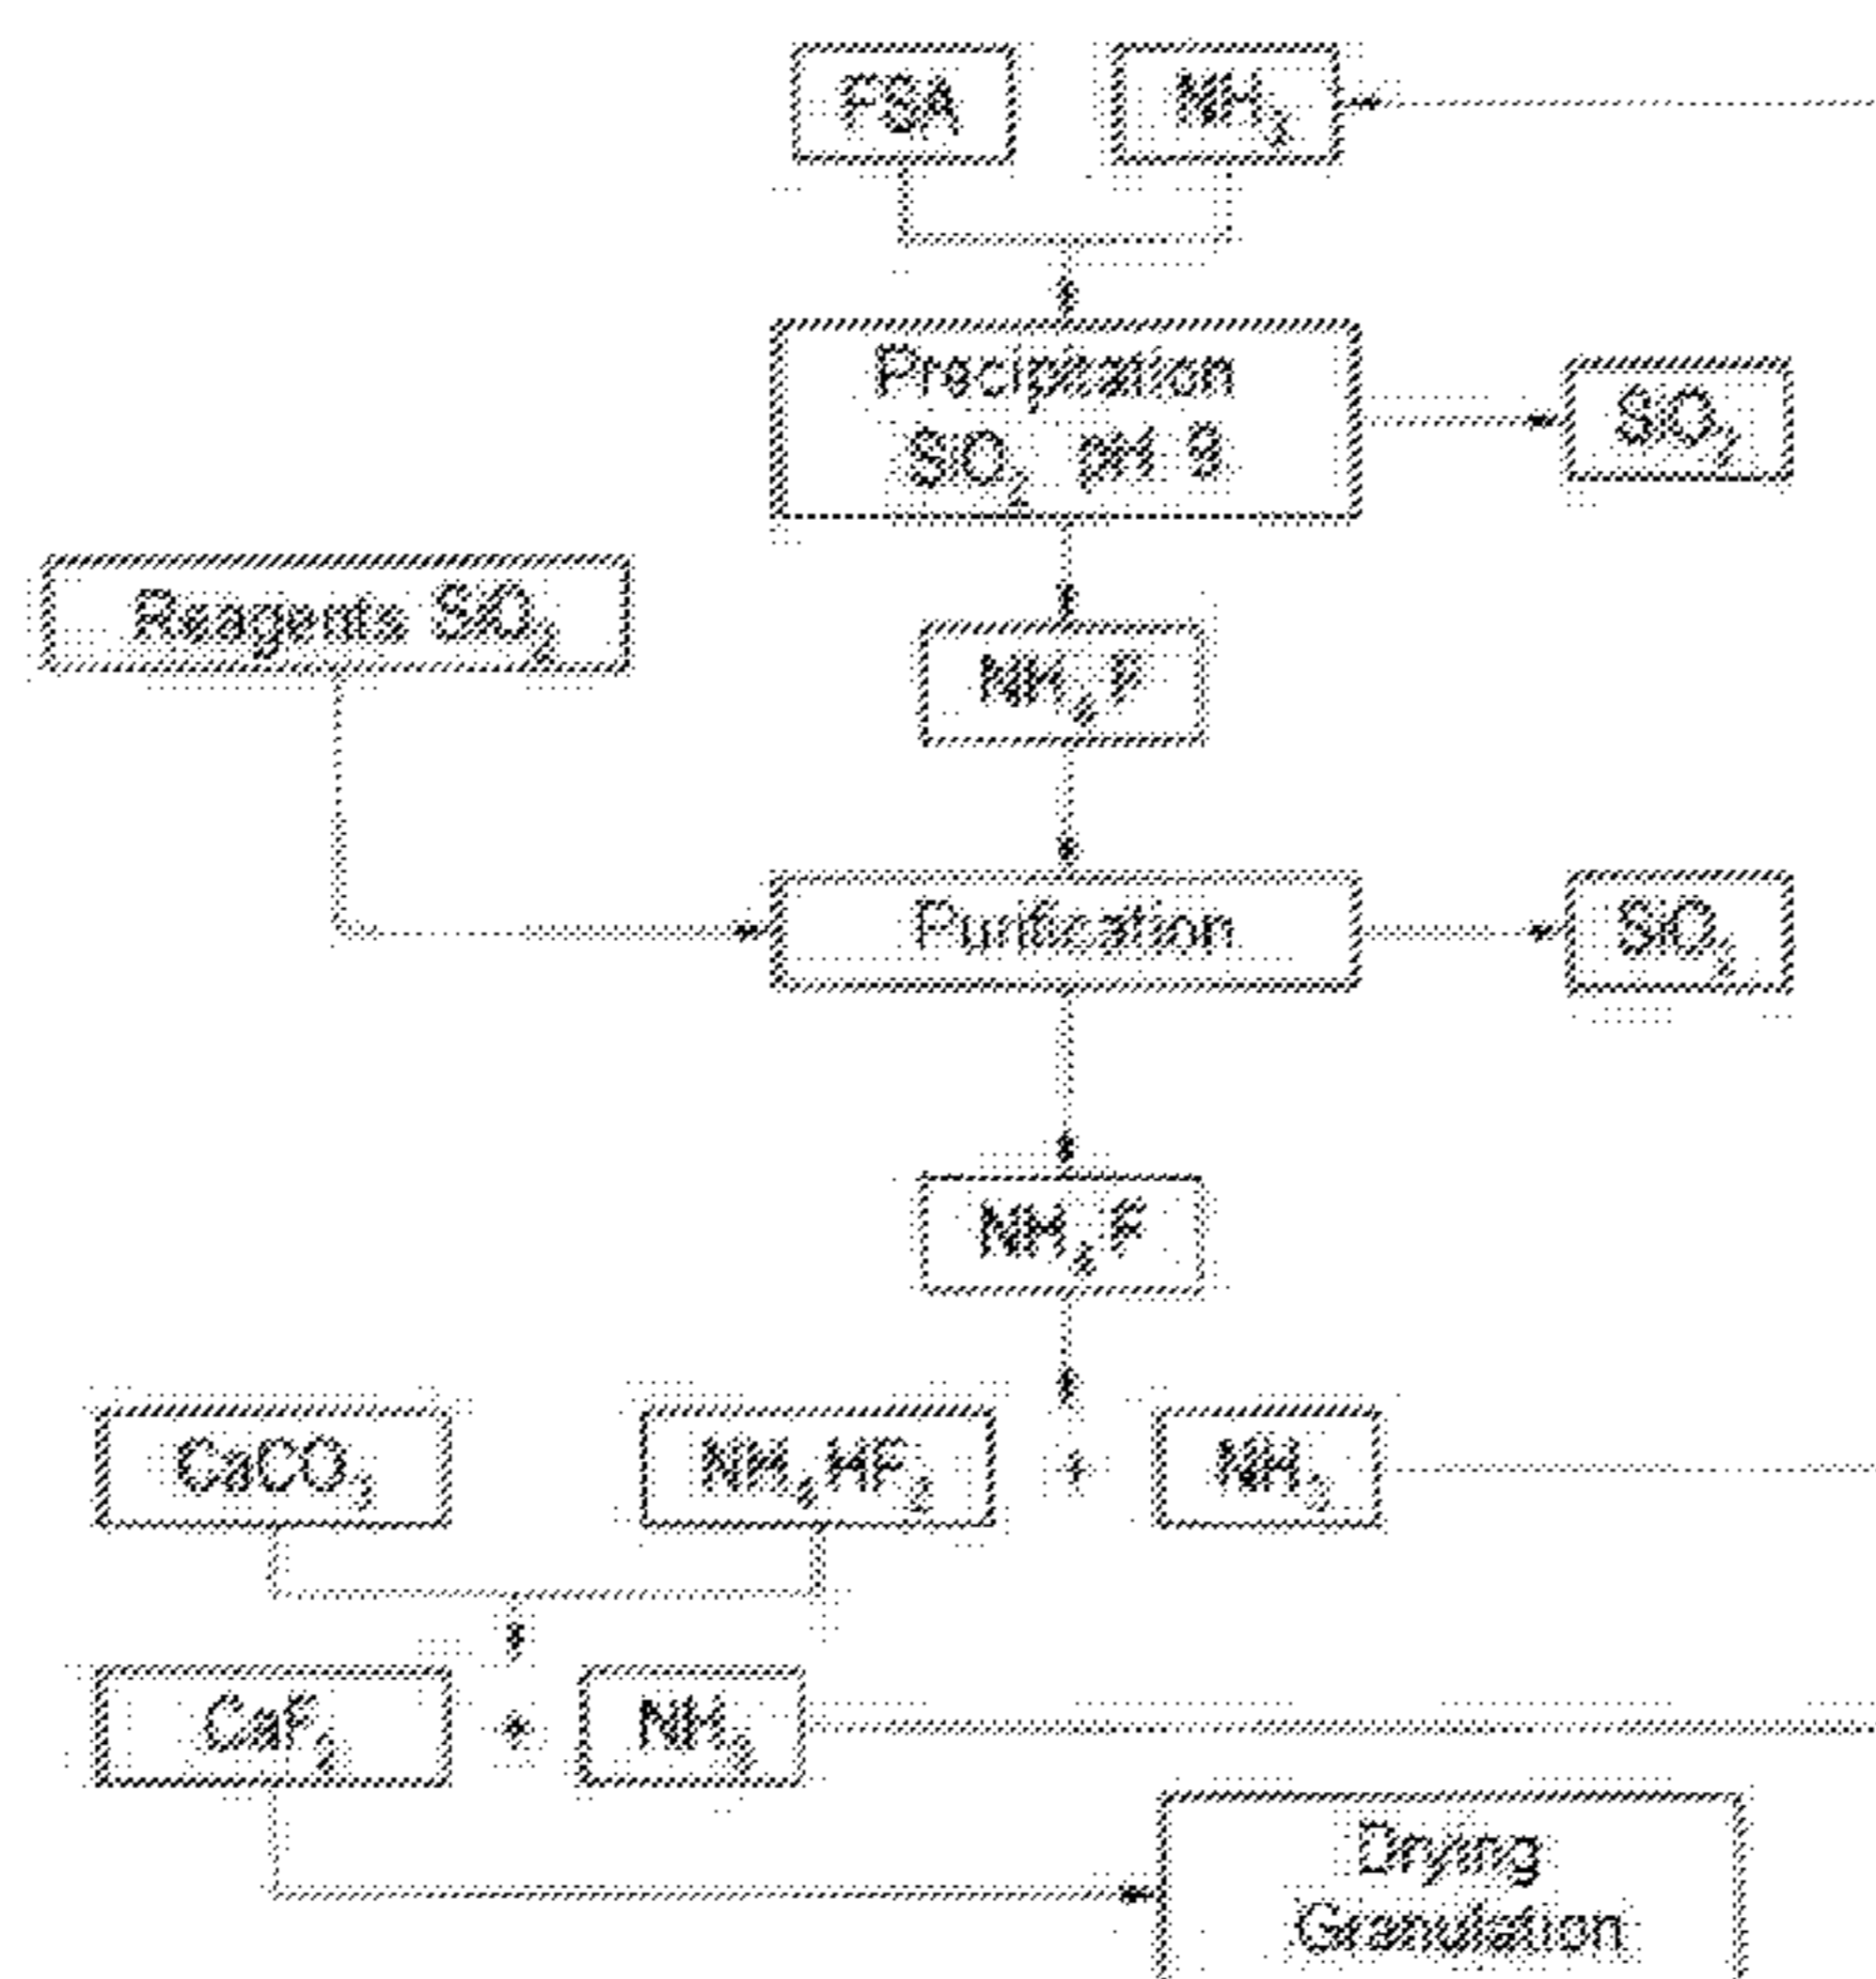 FSA
NH₃
Precipitation
SiO₂ pH 9
SiO₂
Reagents SiO₂
NH₄F
Purification
SiO₂
NH₄F
CaCO₃
NH₄HF₂
+
NH₃
CaF₂
+
NH₃
Drying
Granulation